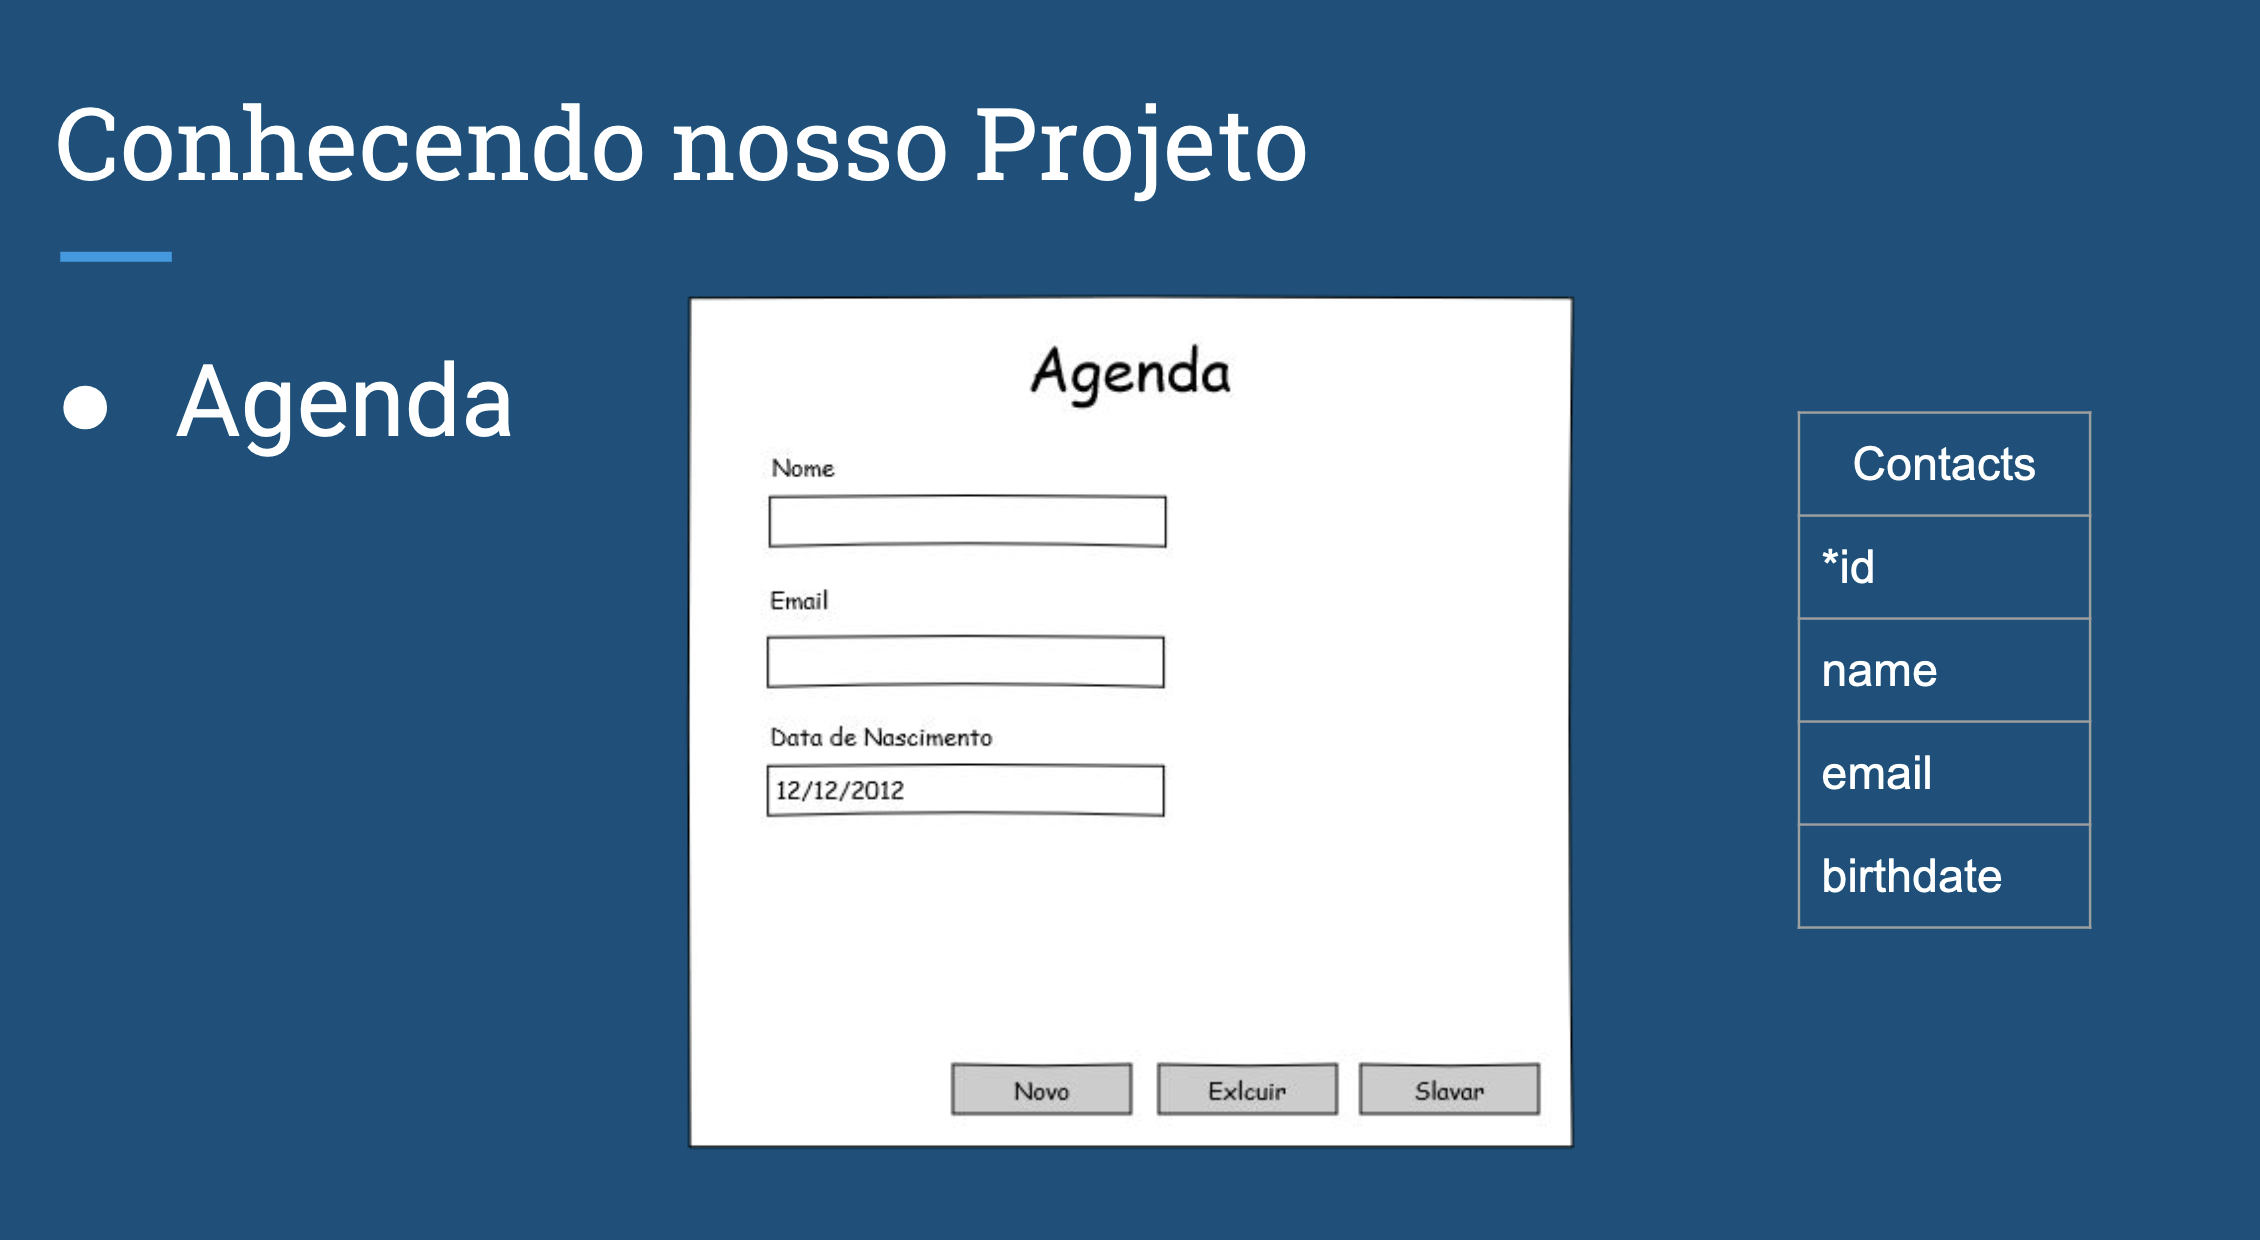 Conhecendo nosso Projeto
● Agenda
Agenda
Nome
Email
Data de Nascimento
12/12/2012
Novo
Exlcuir
Slavar
Contacts
*id
name
email
birthdate